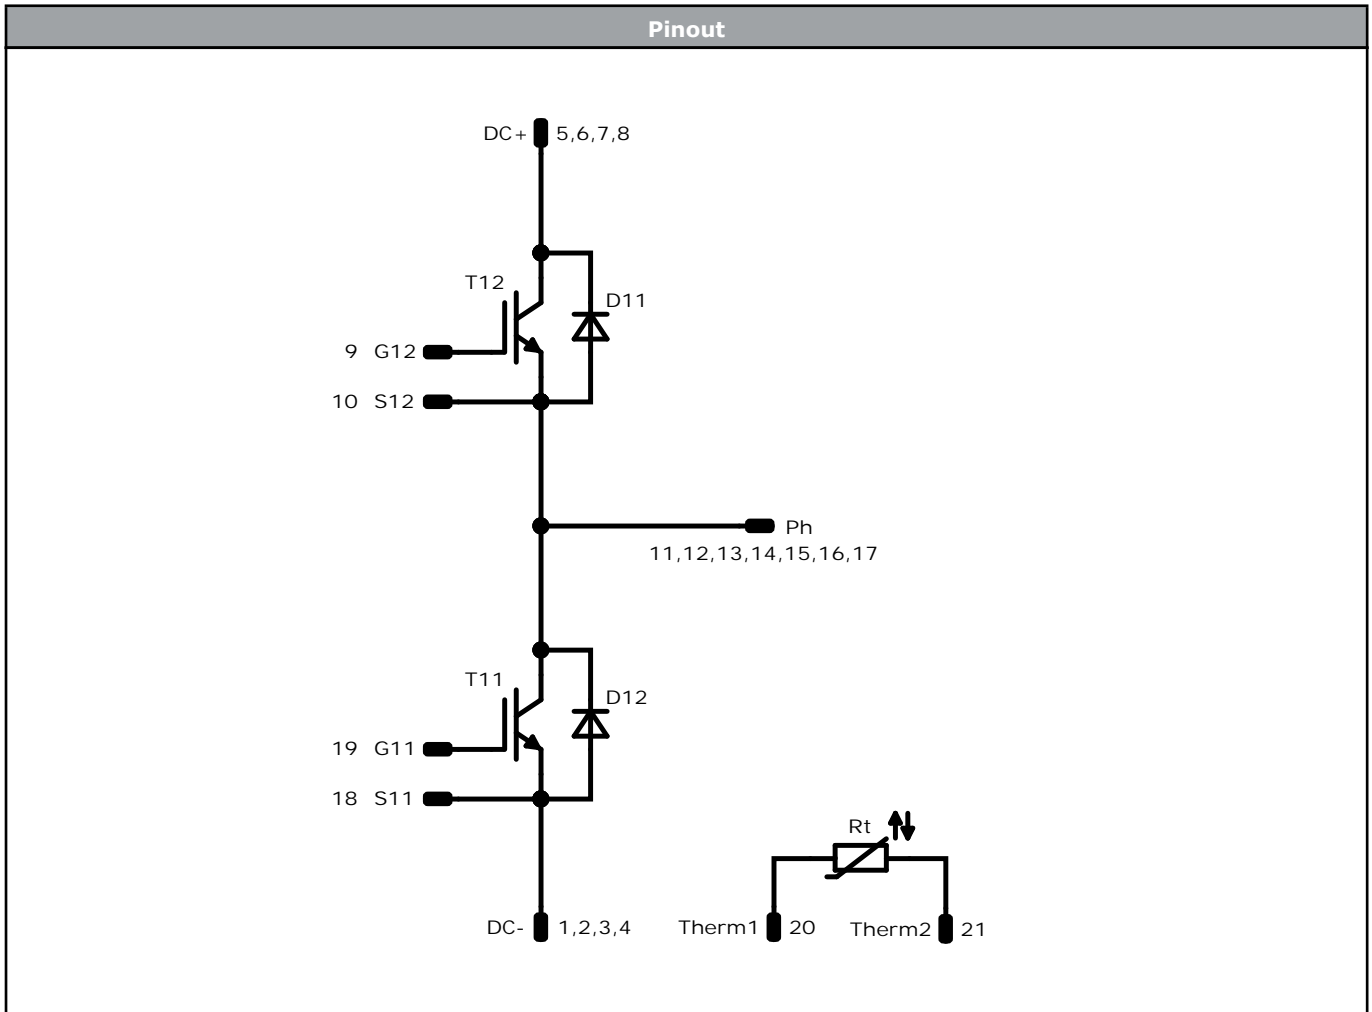 Pinout
DC+ 5,6,7,8
T12
D11
9 G12
10 S12
Ph
11,12,13,14,15,16,17
T11
D12
19 G11
18 S11
Rt
DC- 1,2,3,4
Therm1 20
Therm2 21